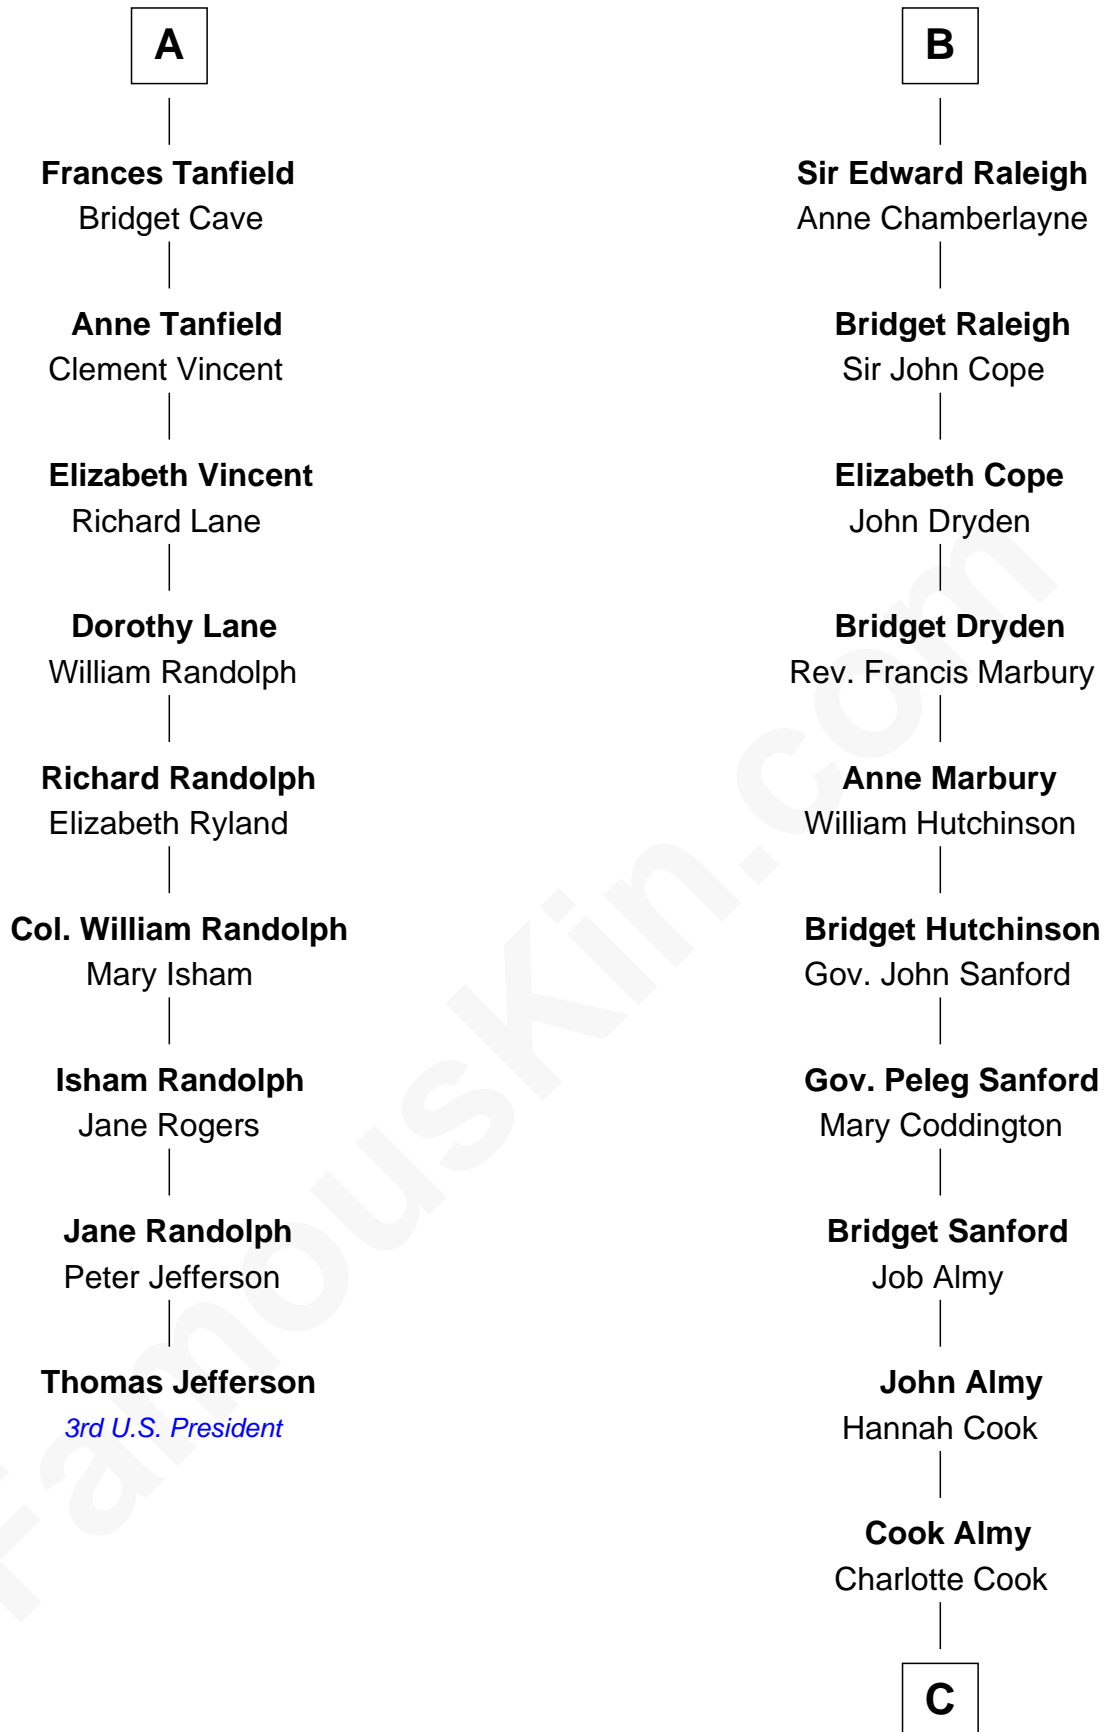 A
Frances Tanfield
Bridget Cave
Anne Tanfield
Clement Vincent
Elizabeth Vincent
Richard Lane
Dorothy Lane
William Randolph
Richard Randolph
Elizabeth Ryland
Col. William Randolph
Mary Isham
Isham Randolph
Jane Rogers
Jane Randolph
Peter Jefferson
Thomas Jefferson
3rd U.S. President
B
Sir Edward Raleigh
Anne Chamberlayne
Bridget Raleigh
Sir John Cope
Elizabeth Cope
John Dryden
Bridget Dryden
Rev. Francis Marbury
Anne Marbury
William Hutchinson
Bridget Hutchinson
Gov. John Sanford
Gov. Peleg Sanford
Mary Coddington
Bridget Sanford
Job Almy
John Almy
Hannah Cook
Cook Almy
Charlotte Cook
C
FamousKin.com